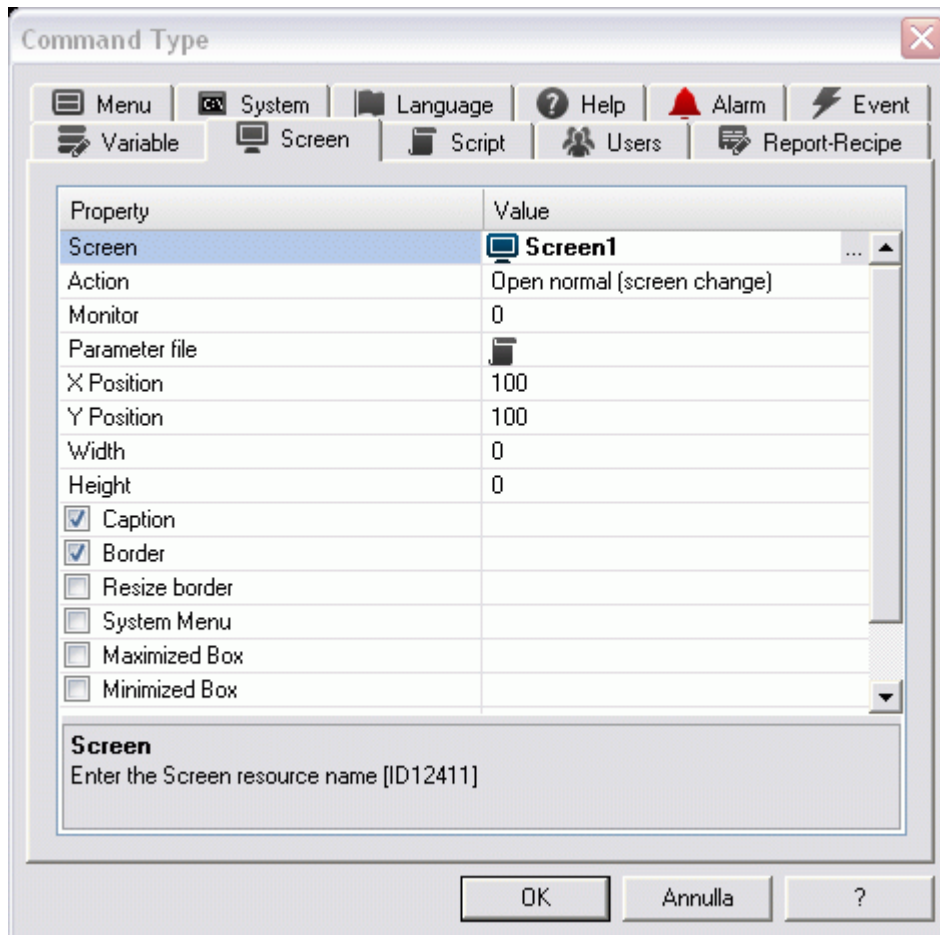 Command Type
Menu System Language Help Alarm Event
Variable Screen Script Users Report-Recipe
Property Value
Screen Screen1 ...
Action Open normal (screen change)
Monitor 0
Parameter file
X Position 100
Y Position 100
Width 0
Height 0
Caption
Border
Resize border
System Menu
Maximized Box
Minimized Box
Screen
Enter the Screen resource name [ID12411]
OK Annulla ?